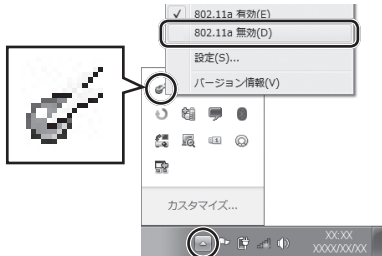 802.11a 有効(E)
802.11a 無効(D)
設定(S)...
バージョン情報(V)
カスタマイズ...
XX:XX
XXXX/XX/XX